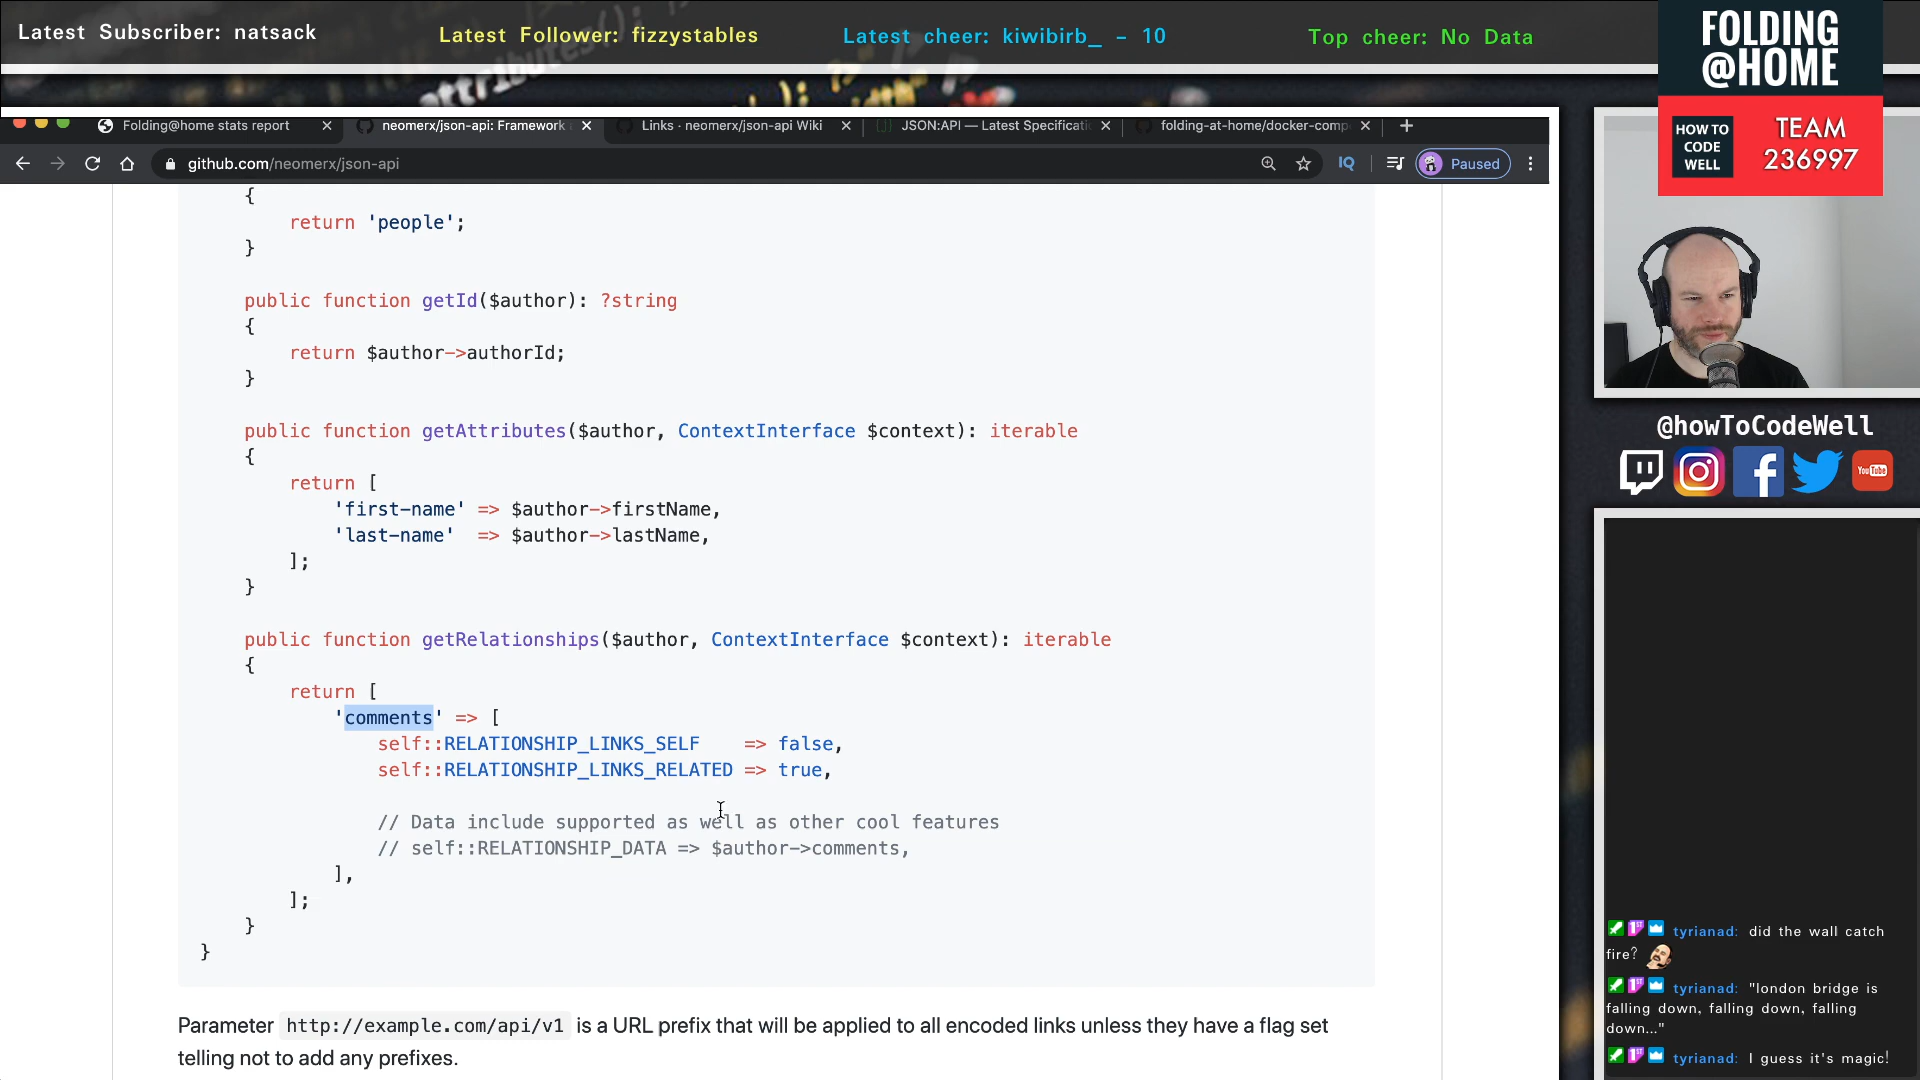 Latest Subscriber: natsack
Latest Follower: fizzystables
Latest cheer: kiwibirb_ - 10
Top cheer: No Data
FOLDING
@HOME
HOW TO
CODE
WELL
TEAM
236997
Folding@home stats report
neomerx/json-api: Framework
Links · neomerx/json-api Wiki
JSON:API — Latest Specificati
folding-at-home/docker-comp
github.com/neomerx/json-api
IQ
Paused
{
return 'people';
}
public function getId($author): ?string
{
return $author->authorId;
}
public function getAttributes($author, ContextInterface $context): iterable
{
return [
'first-name' => $author->firstName,
'last-name' => $author->lastName,
];
}
public function getRelationships($author, ContextInterface $context): iterable
{
return [
'comments' => [
self::RELATIONSHIP_LINKS_SELF => false,
self::RELATIONSHIP_LINKS_RELATED => true,
// Data include supported as well as other cool features
// self::RELATIONSHIP_DATA => $author->comments,
],
];
}
}
Parameter http://example.com/api/v1 is a URL prefix that will be applied to all encoded links unless they have a flag set
telling not to add any prefixes.
@howToCodeWell
You Tube
tyrianad: did the wall catch
fire?
tyrianad: "london bridge is
falling down, falling down, falling
down..."
tyrianad: I guess it's magic!